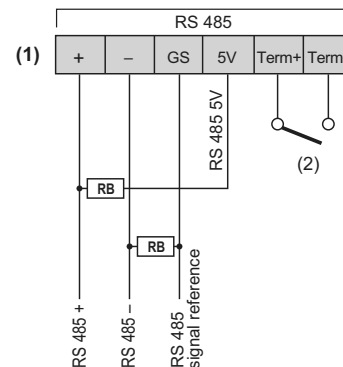 RS 485
(1)
+ – GS 5V Term+ Term
RS 485 5V
(2)
RB
RB
RS 485 +
RS 485 –
RS 485
signal reference